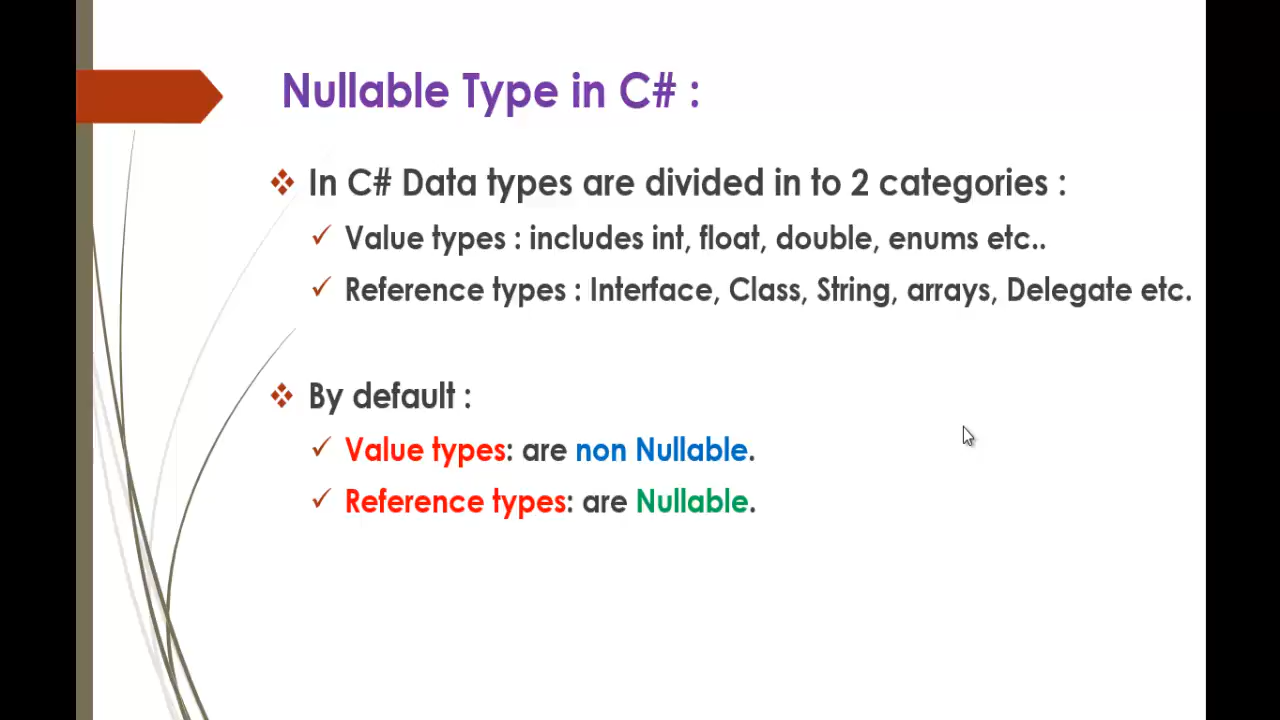 Nullable Type in C# :
In C# Data types are divided in to 2 categories :
Value types : includes int, float, double, enums etc..
Reference types : Interface, Class, String, arrays, Delegate etc.
By default :
Value types: are non Nullable.
Reference types: are Nullable.